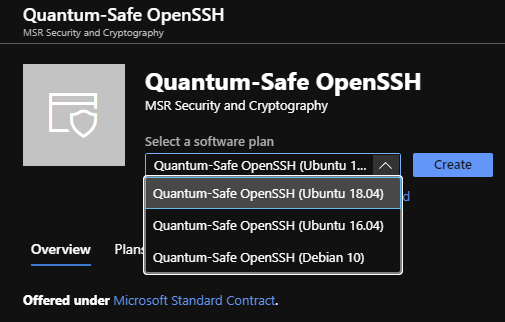 Quantum-Safe OpenSSH
MSR Security and Cryptography
Quantum-Safe OpenSSH
MSR Security and Cryptography
Select a software plan
Quantum-Safe OpenSSH (Ubuntu 1...
Create
Quantum-Safe OpenSSH (Ubuntu 18.04)
d
Quantum-Safe OpenSSH (Ubuntu 16.04)
Quantum-Safe OpenSSH (Debian 10)
Overview
Plans
Offered under Microsoft Standard Contract.